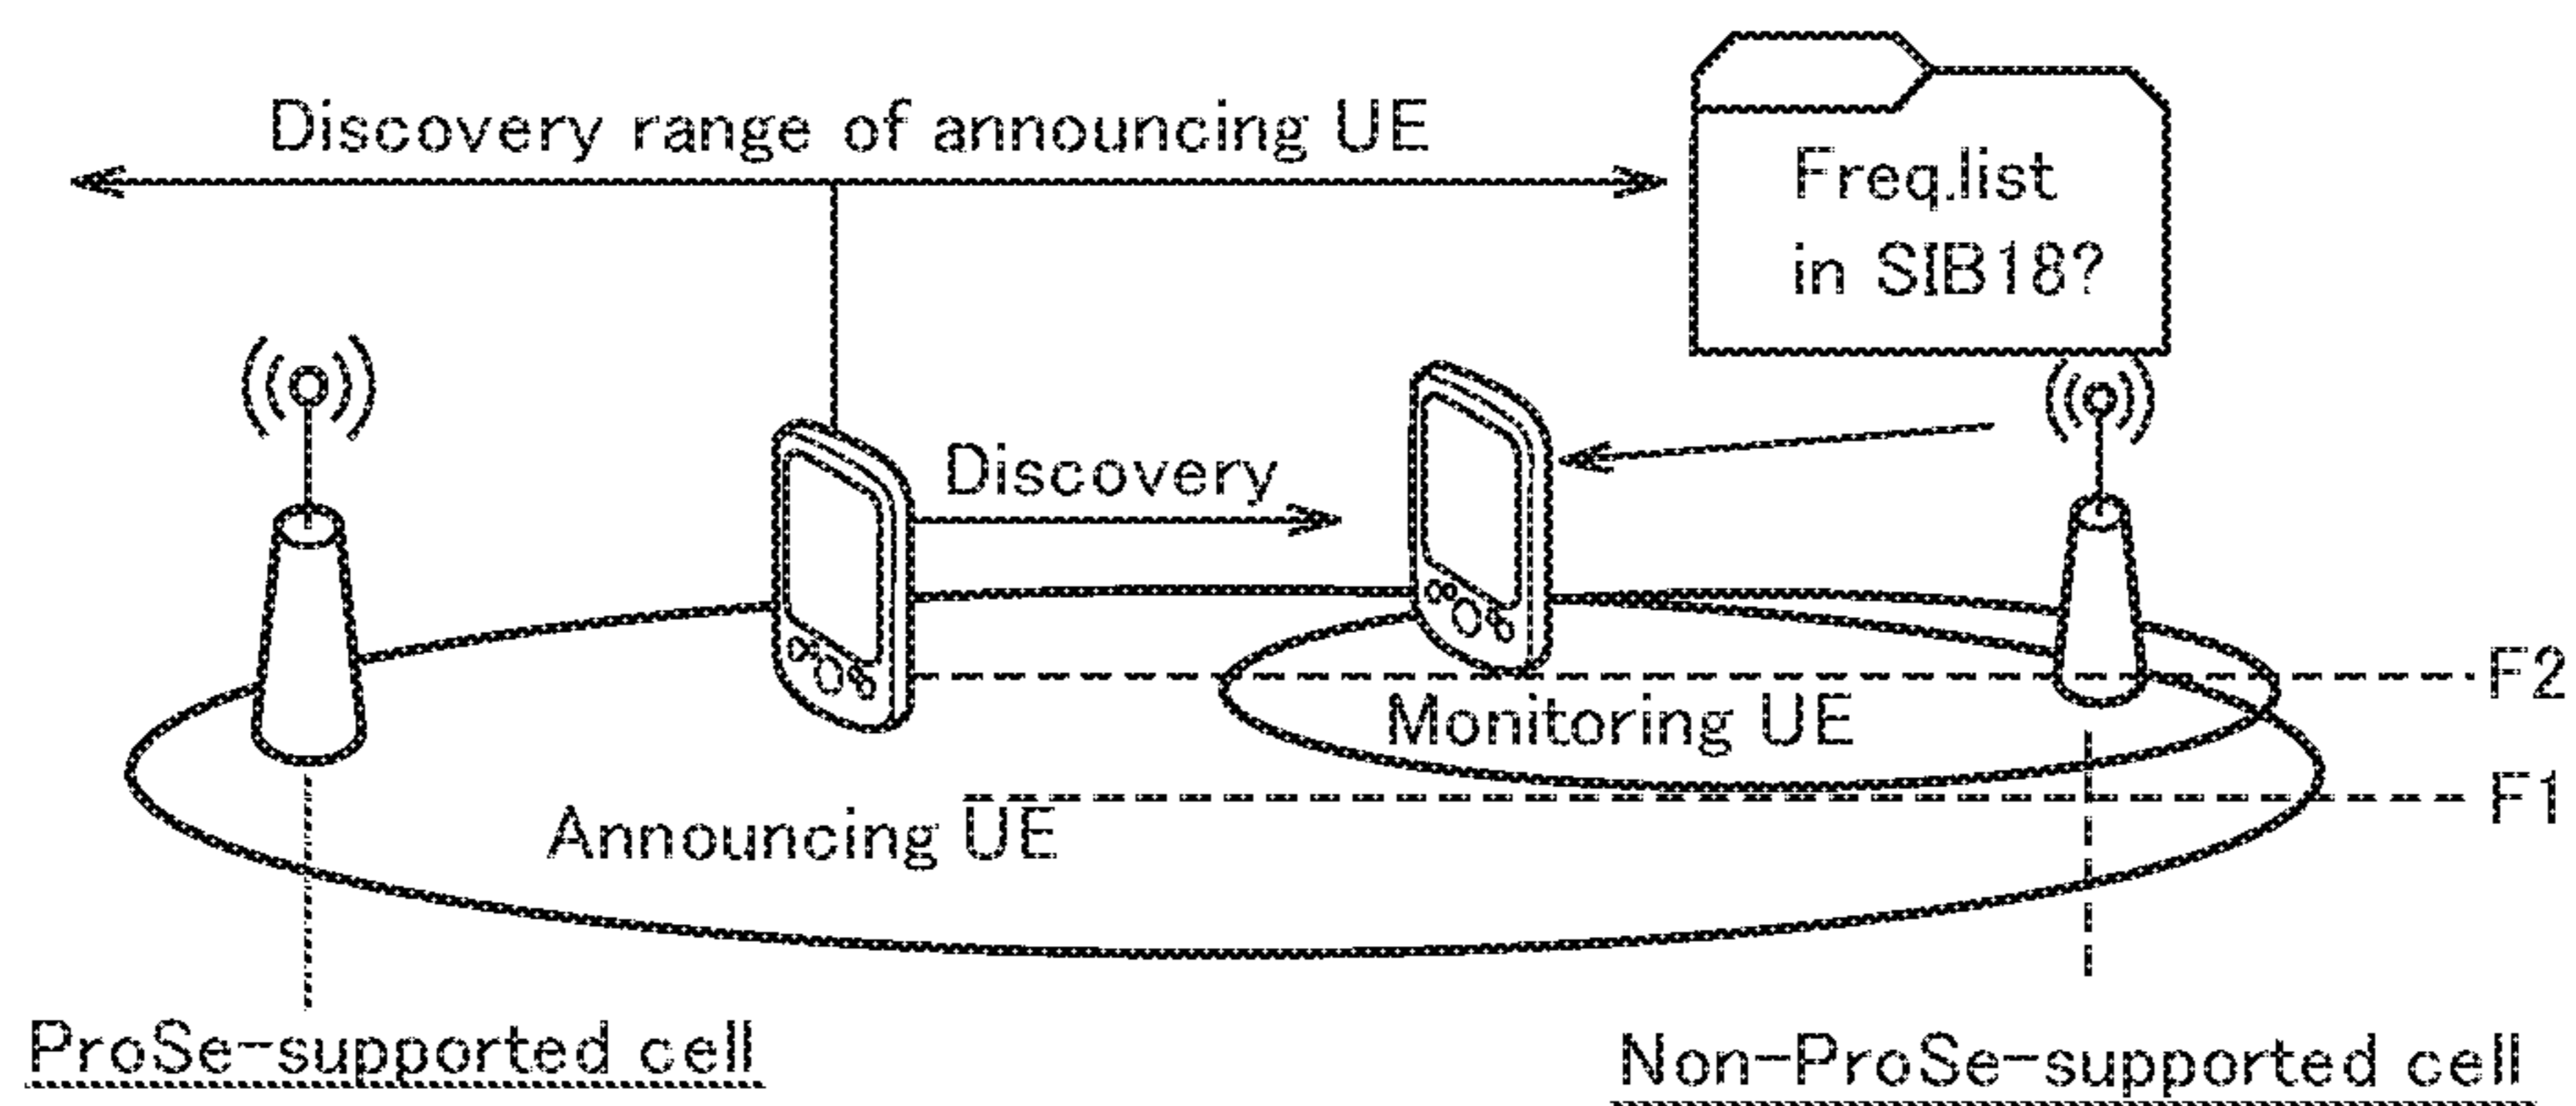 Discovery range of announcing UE
Freq.list
in SIB18?
Discovery
F2
Monitoring UE
F1
Announcing UE
ProSe-supported cell
Non-ProSe-supported cell